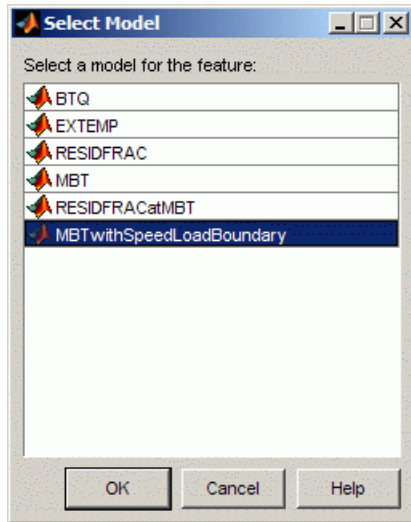 Select Model
Select a model for the feature:
BTQ
EXTEMP
RESIDFRAC
MBT
RESIDFRACatMBT
MBTwithSpeedLoadBoundary
OK Cancel Help